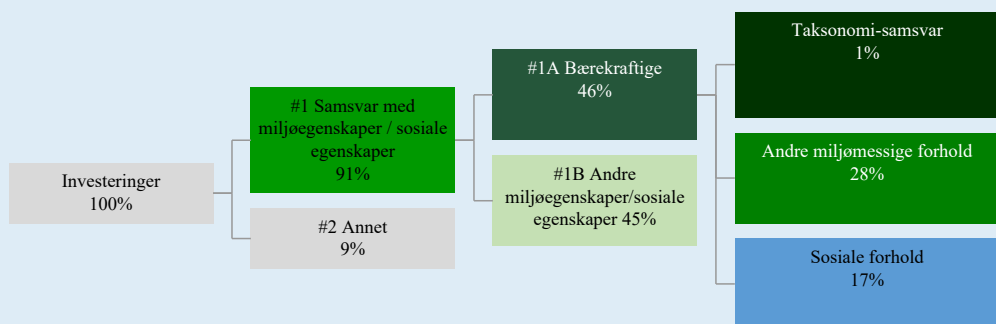 Investeringer
100%
#1 Samsvar med
miljøegenskaper / sosiale
egenskaper
91%
#2 Annet
9%
#1A Bærekraftige
46%
#1B Andre
miljøegenskaper/sosiale
egenskaper 45%
Taksonomi-samsvar
1%
Andre miljømessige forhold
28%
Sosiale forhold
17%